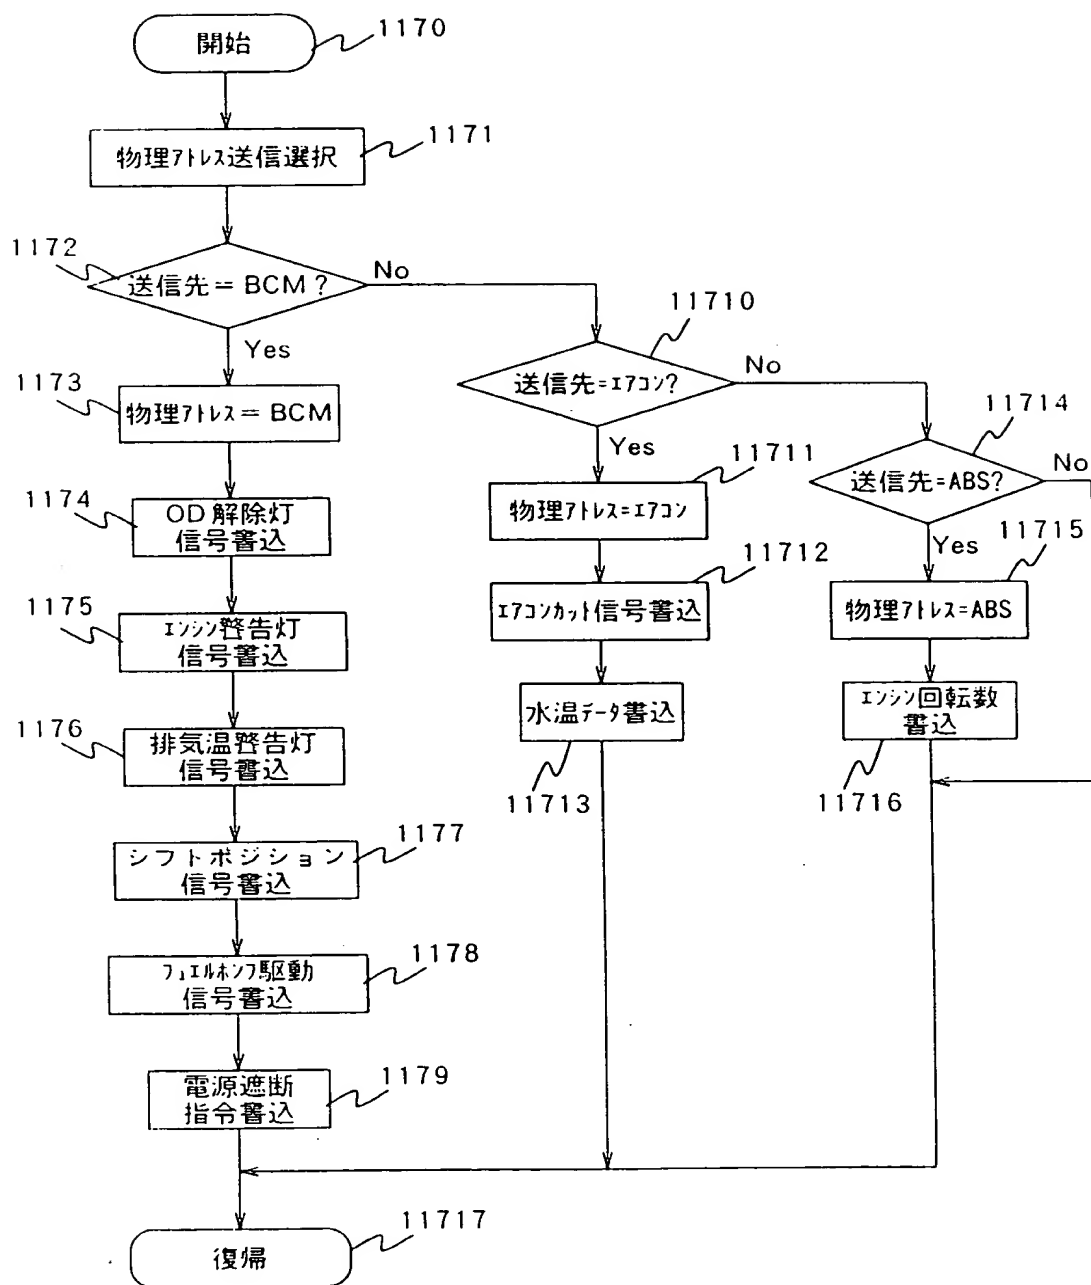 開始
1170
物理アトレス送信選択
1171
1172
送信先=BCM?
No
Yes
11710
送信先=エアコン?
No
Yes
11714
送信先=ABS?
No
Yes
1173
物理アトレス=BCM
11711
物理アトレス=エアコン
11715
物理アトレス=ABS
1174
OD解除灯
信号書込
11712
エアコンカット信号書込
1175
エンシン警告灯
信号書込
水温データ書込
11713
エンシン回転数
書込
11716
1176
排気温警告灯
信号書込
1177
シフトポジション
信号書込
1178
フュエルホンフ駆動
信号書込
1179
電源遮断
指令書込
11717
復帰